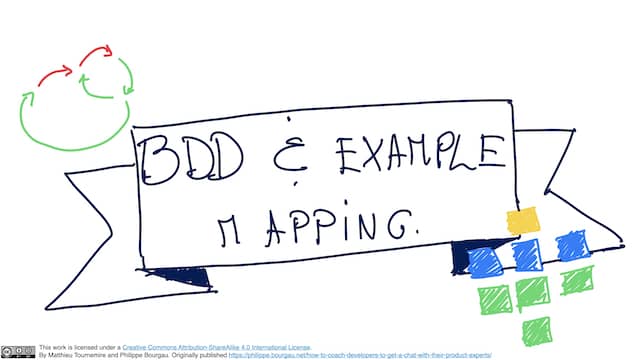 BDD & EXAMPLE
MAPPING.
This work is licensed under a Creative Commons Attribution-ShareAlike 4.0 International License.
By Matthieu Tournemire and Philippe Bourgau. Originally published https://philippe.bourgau.net/how-to-coach-developers-to-get-a-chat-with-their-product-experts/